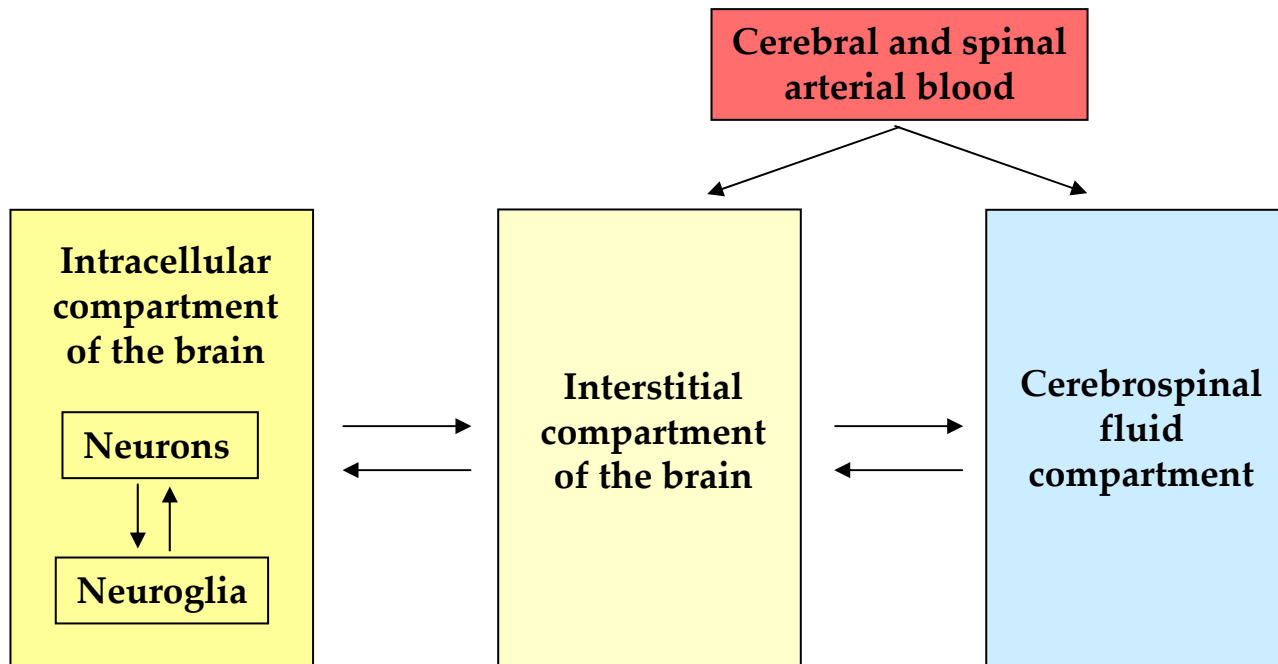 Cerebral and spinal
arterial blood
Intracellular
compartment
of the brain
Neurons
Neuroglia
Interstitial
compartment
of the brain
Cerebrospinal
fluid
compartment